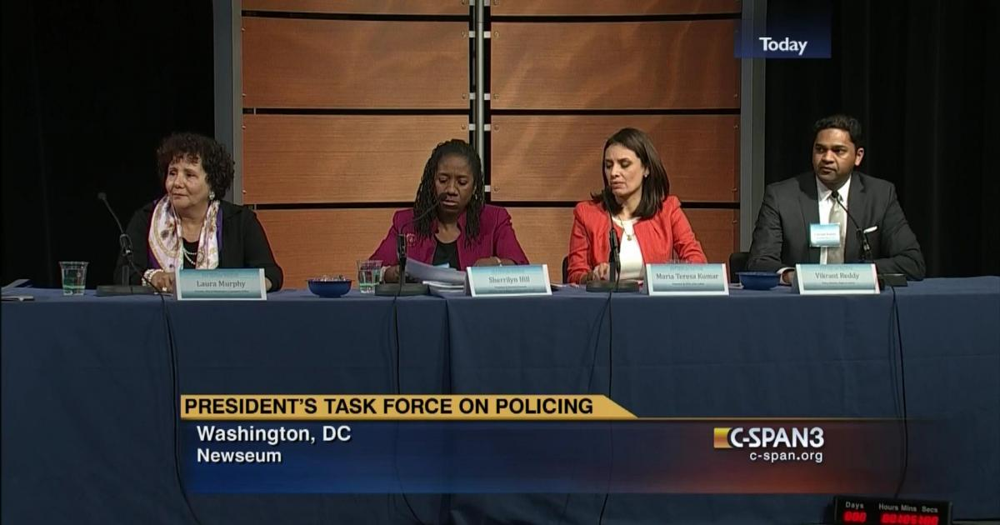 Today
Laura Murphy
Sherrilyn Hill
Maria Teresa Kumar
Vikrant Reddy
PRESIDENT'S TASK FORCE ON POLICING
Washington, DC
Newseum
C-SPAN3
c-span.org
Days Hours Mins Secs